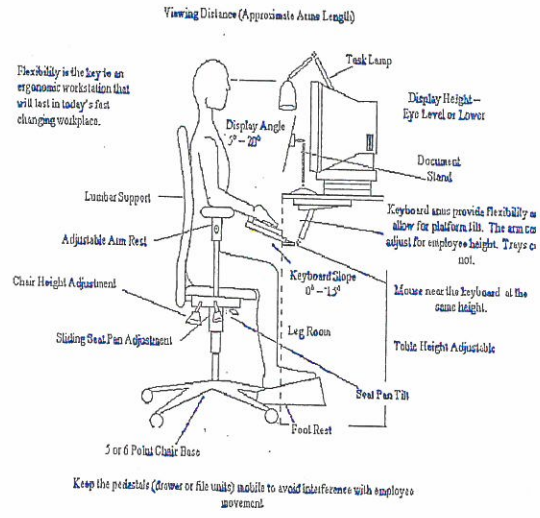 Viewing Distance (Approximate Arms Length)
Task Lamp
Flexibility is the key to an
ergonomic workstation that
will last in today's fast
changing workplace.
Display Height –
Eye Level or Lower
Display Angle
5° – 20°
Document
Stand
Lumbar Support
Keyboard arms provide flexibility
allow for platform tilt. The arm
adjust for employee height. Trays
not.
Adjustable Arm Rest
Keyboard Slope
0° – 15°
Chair Height Adjustment
Mouse near the keyboard at the
same height.
Leg Room
Sliding Seat Pan Adjustment
Table Height Adjustable
Seat Pan Tilt
Foot Rest
5 or 6 Point Chair Base
Keep the pedestals (drawer or file units) mobile to avoid interference with employee
movement